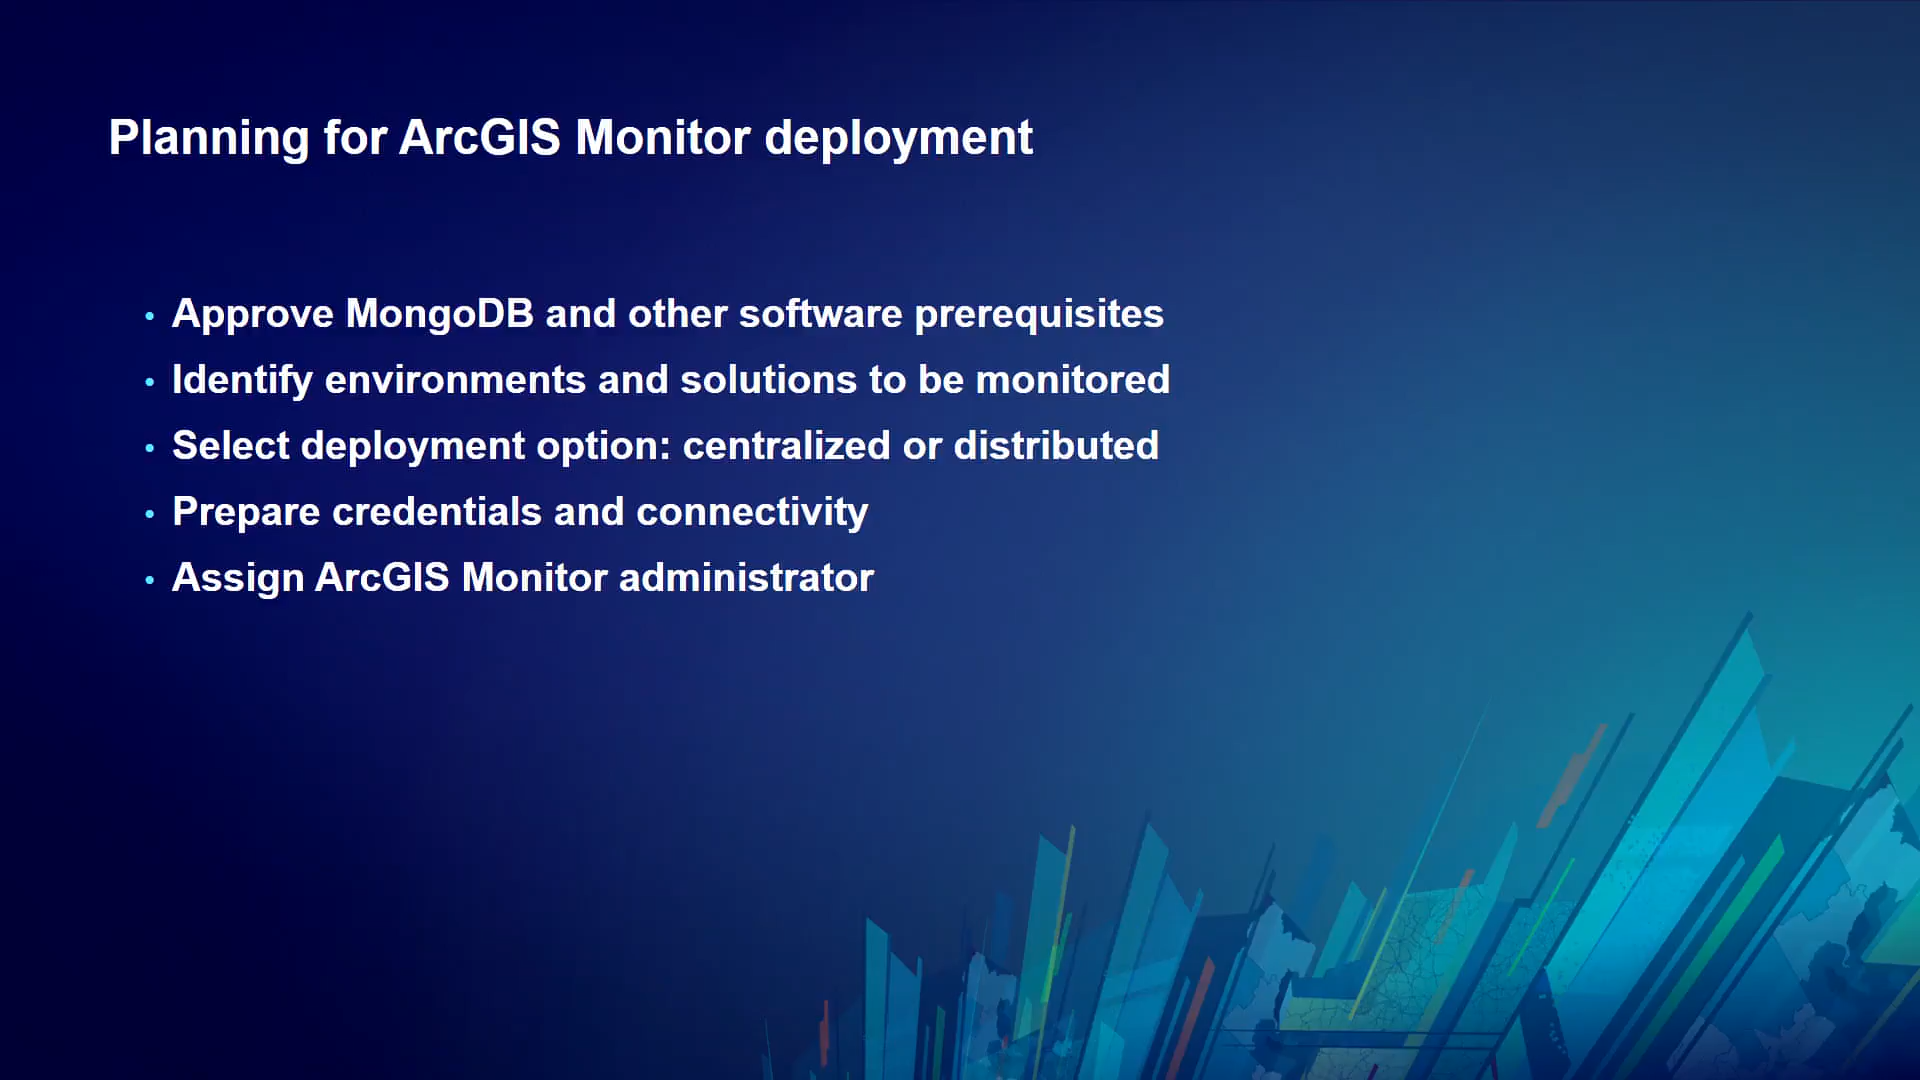 Planning for ArcGIS Monitor deployment
• Approve MongoDB and other software prerequisites
• Identify environments and solutions to be monitored
• Select deployment option: centralized or distributed
• Prepare credentials and connectivity
• Assign ArcGIS Monitor administrator